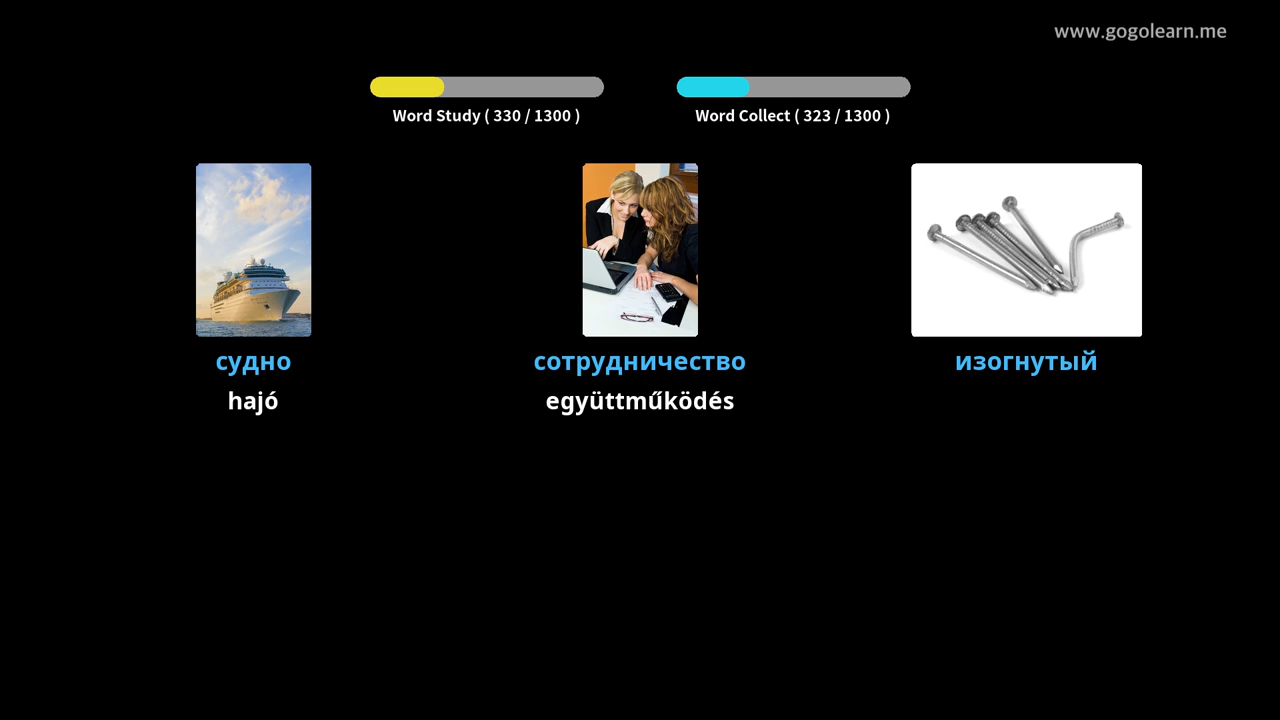 www.gogolearn.me
Word Study ( 330 / 1300 )
Word Collect ( 323 / 1300 )
судно
сотрудничество
изогнутый
hajó
együttműködés